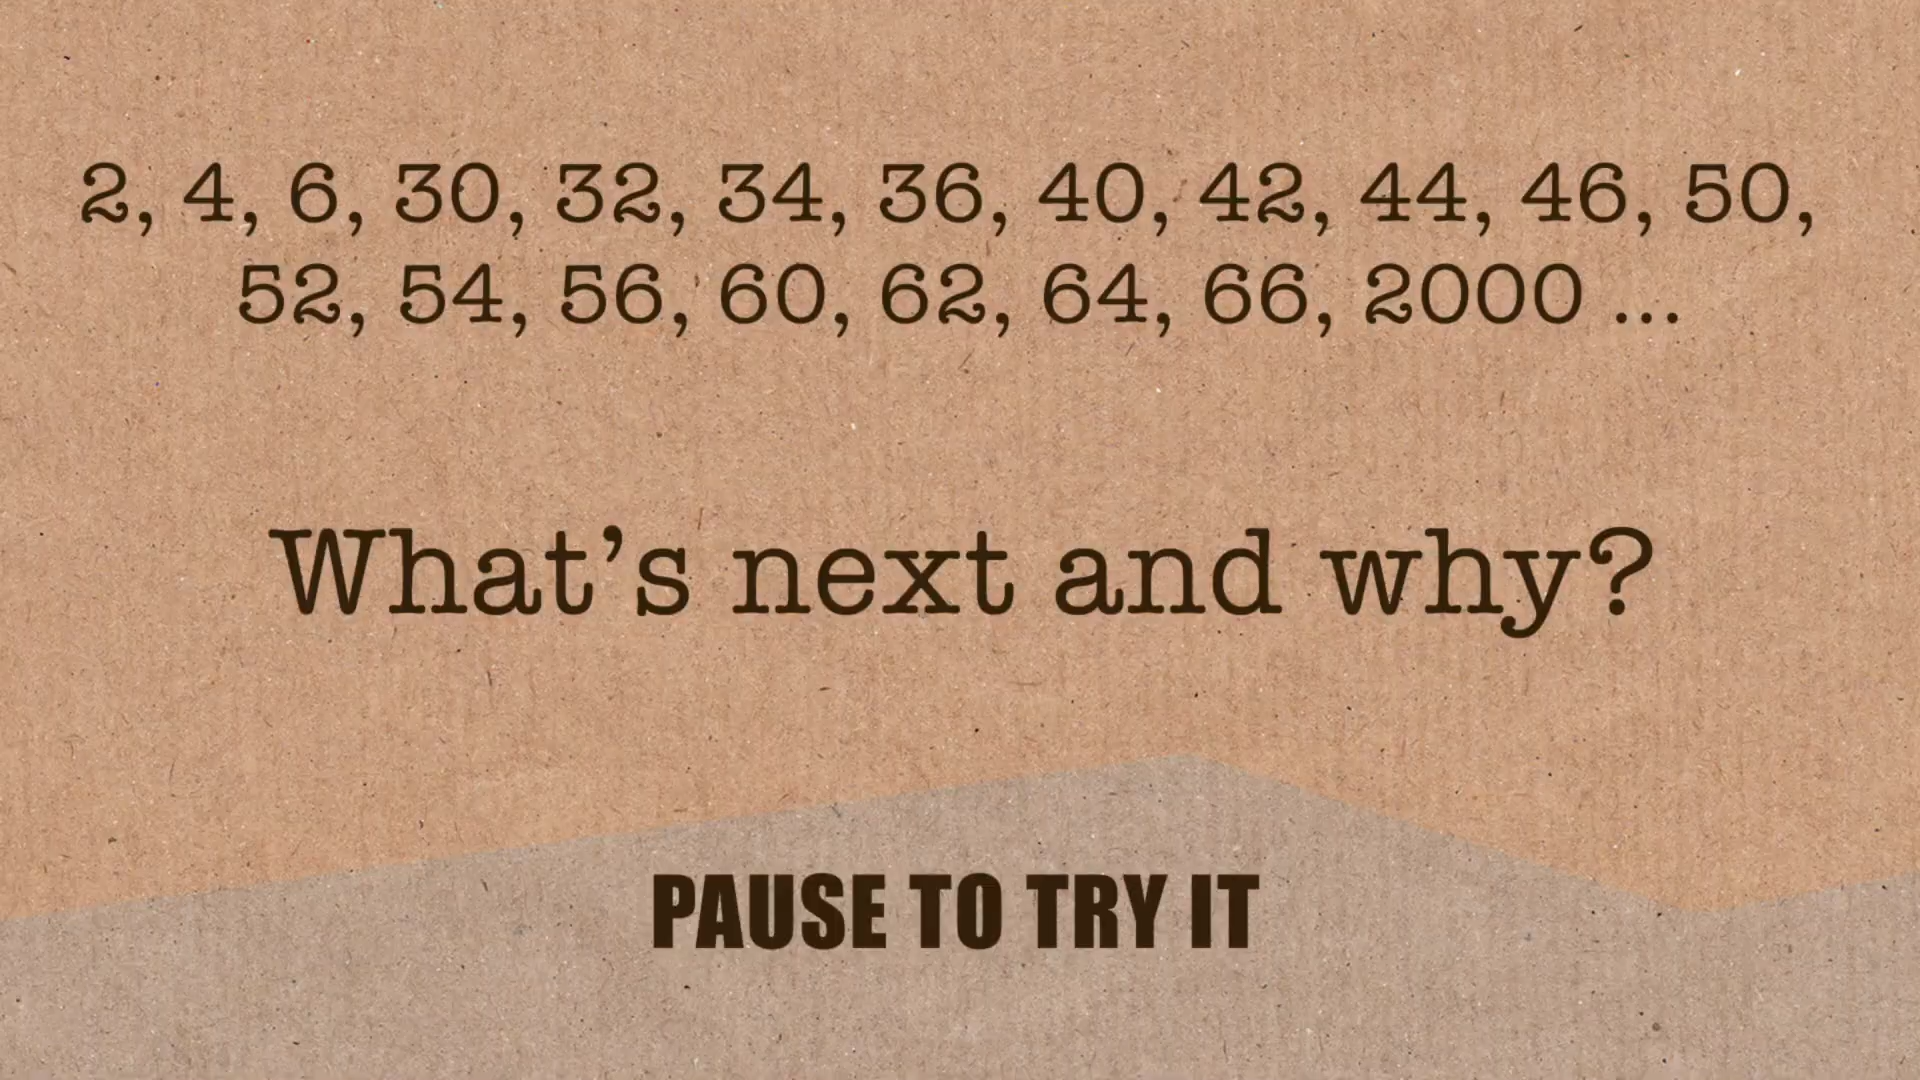 2, 4, 6, 30, 32, 34, 36, 40, 42, 44, 46, 50,
52, 54, 56, 60, 62, 64, 66, 2000 ...
What’s next and why?
PAUSE TO TRY IT